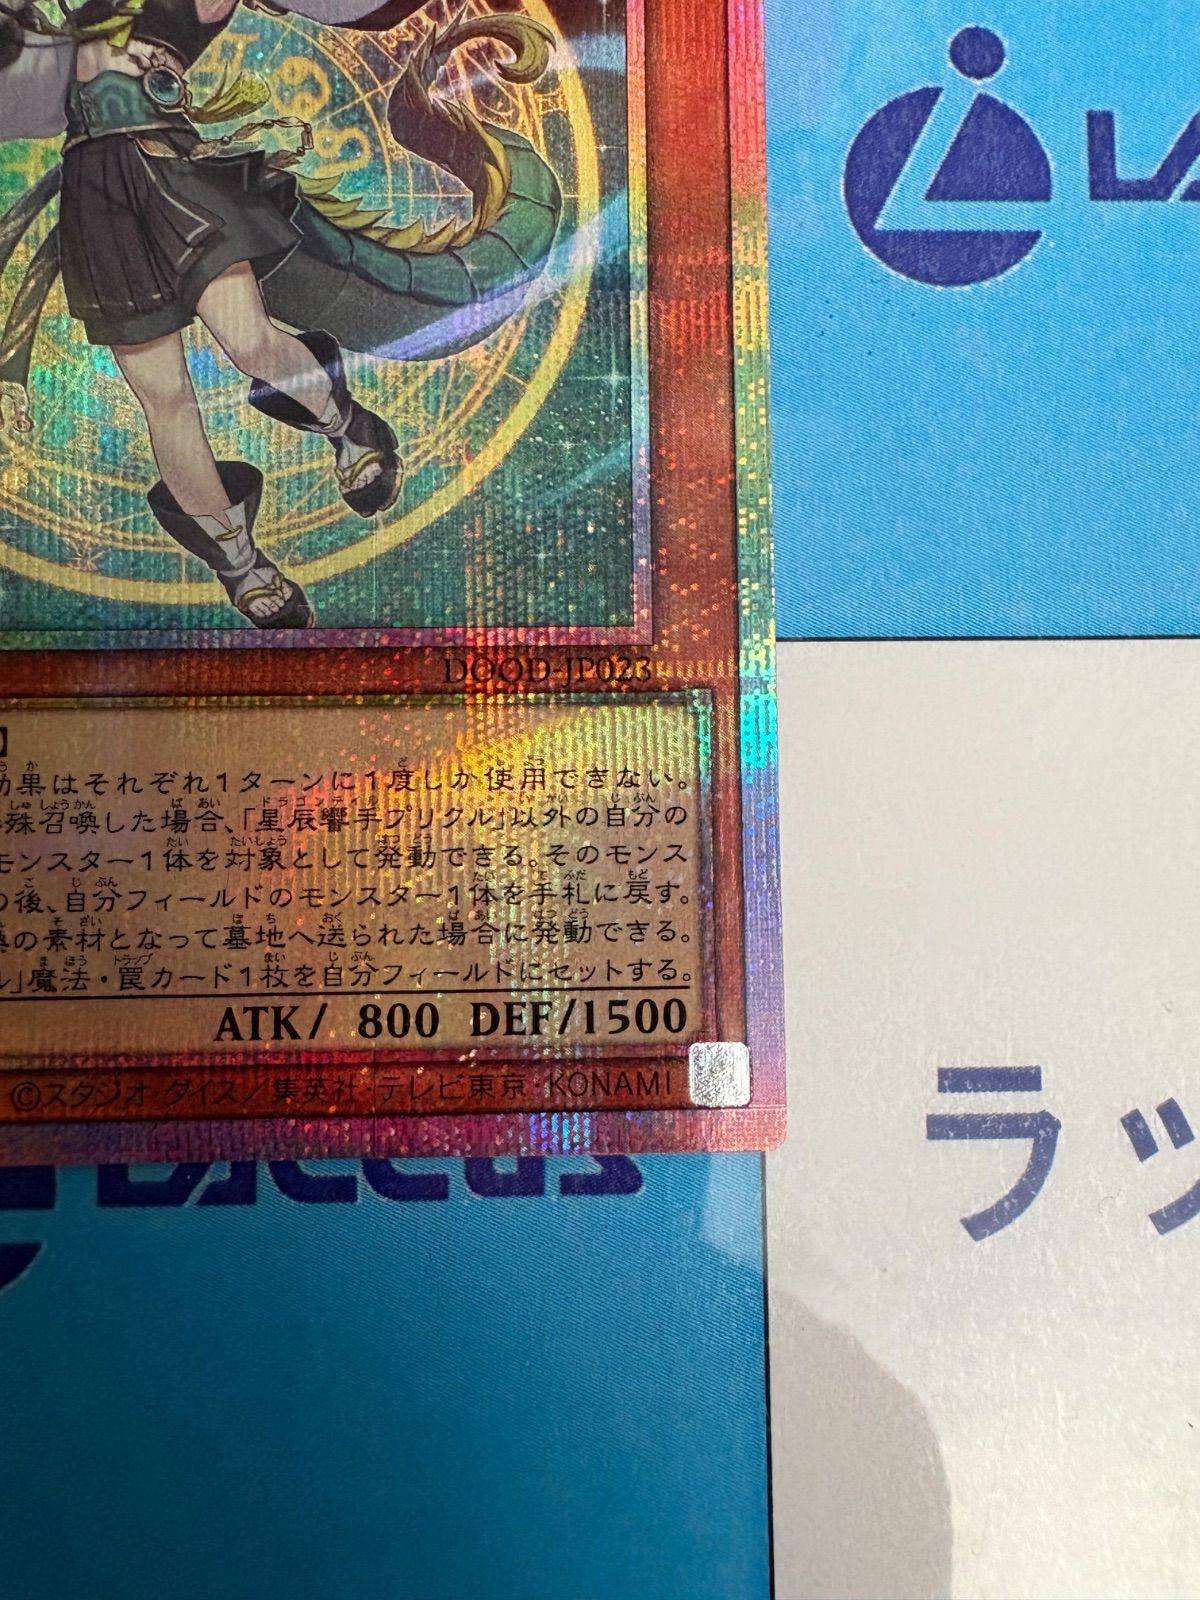 DOOD-JP023
】
効果はそれぞれ1ターンに1度しか使用できない。
殊召喚した場合、「星辰響手プリクル」以外の自分の
モンスター1体を対象として発動できる。そのモンス
の後、自分フィールドのモンスター1体を手札に戻す。
の素材となって墓地へ送られた場合に発動できる。
ル」魔法・罠カード1枚を自分フィールドにセットする。
ATK/ 800 DEF/1500
©スタジオ・ダイス/集英社・テレビ東京・KONAMI
LA
Laccus
ラッ